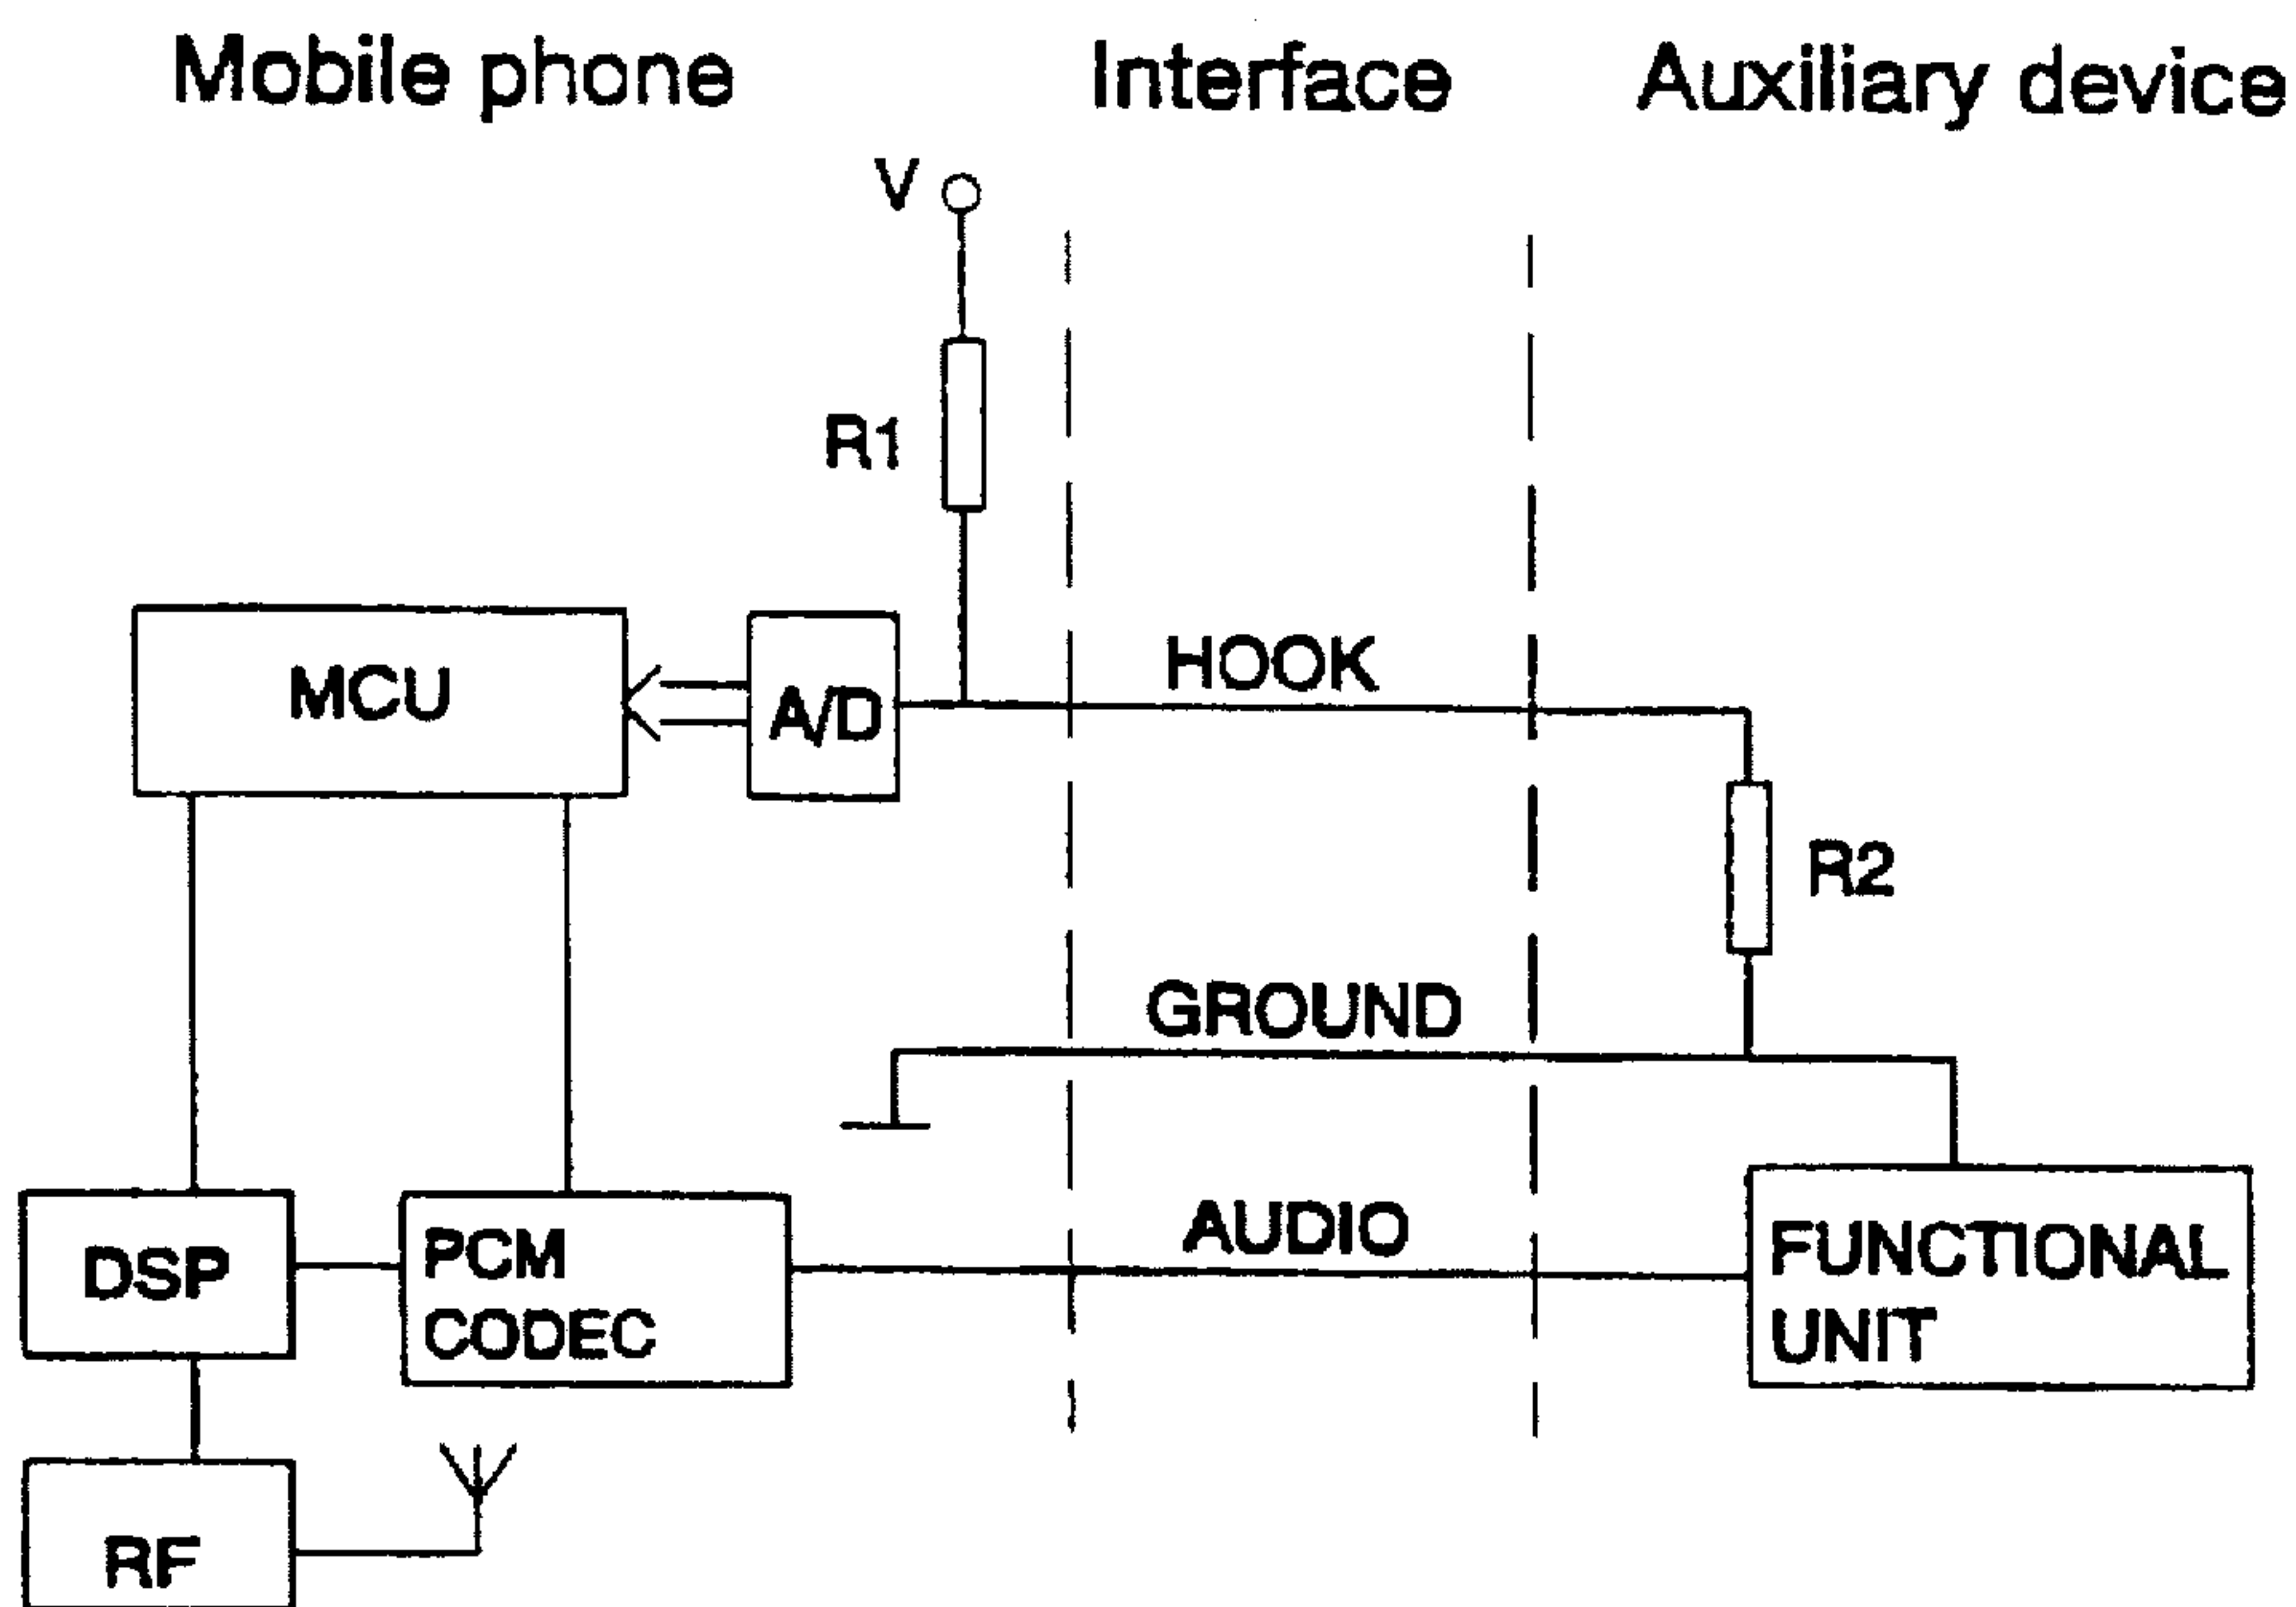 Mobile phone Interface Auxiliary device
V
R1
HOOK
MCU
A/D
R2
GROUND
AUDIO
DSP
PCM
CODEC
FUNCTIONAL
UNIT
RF